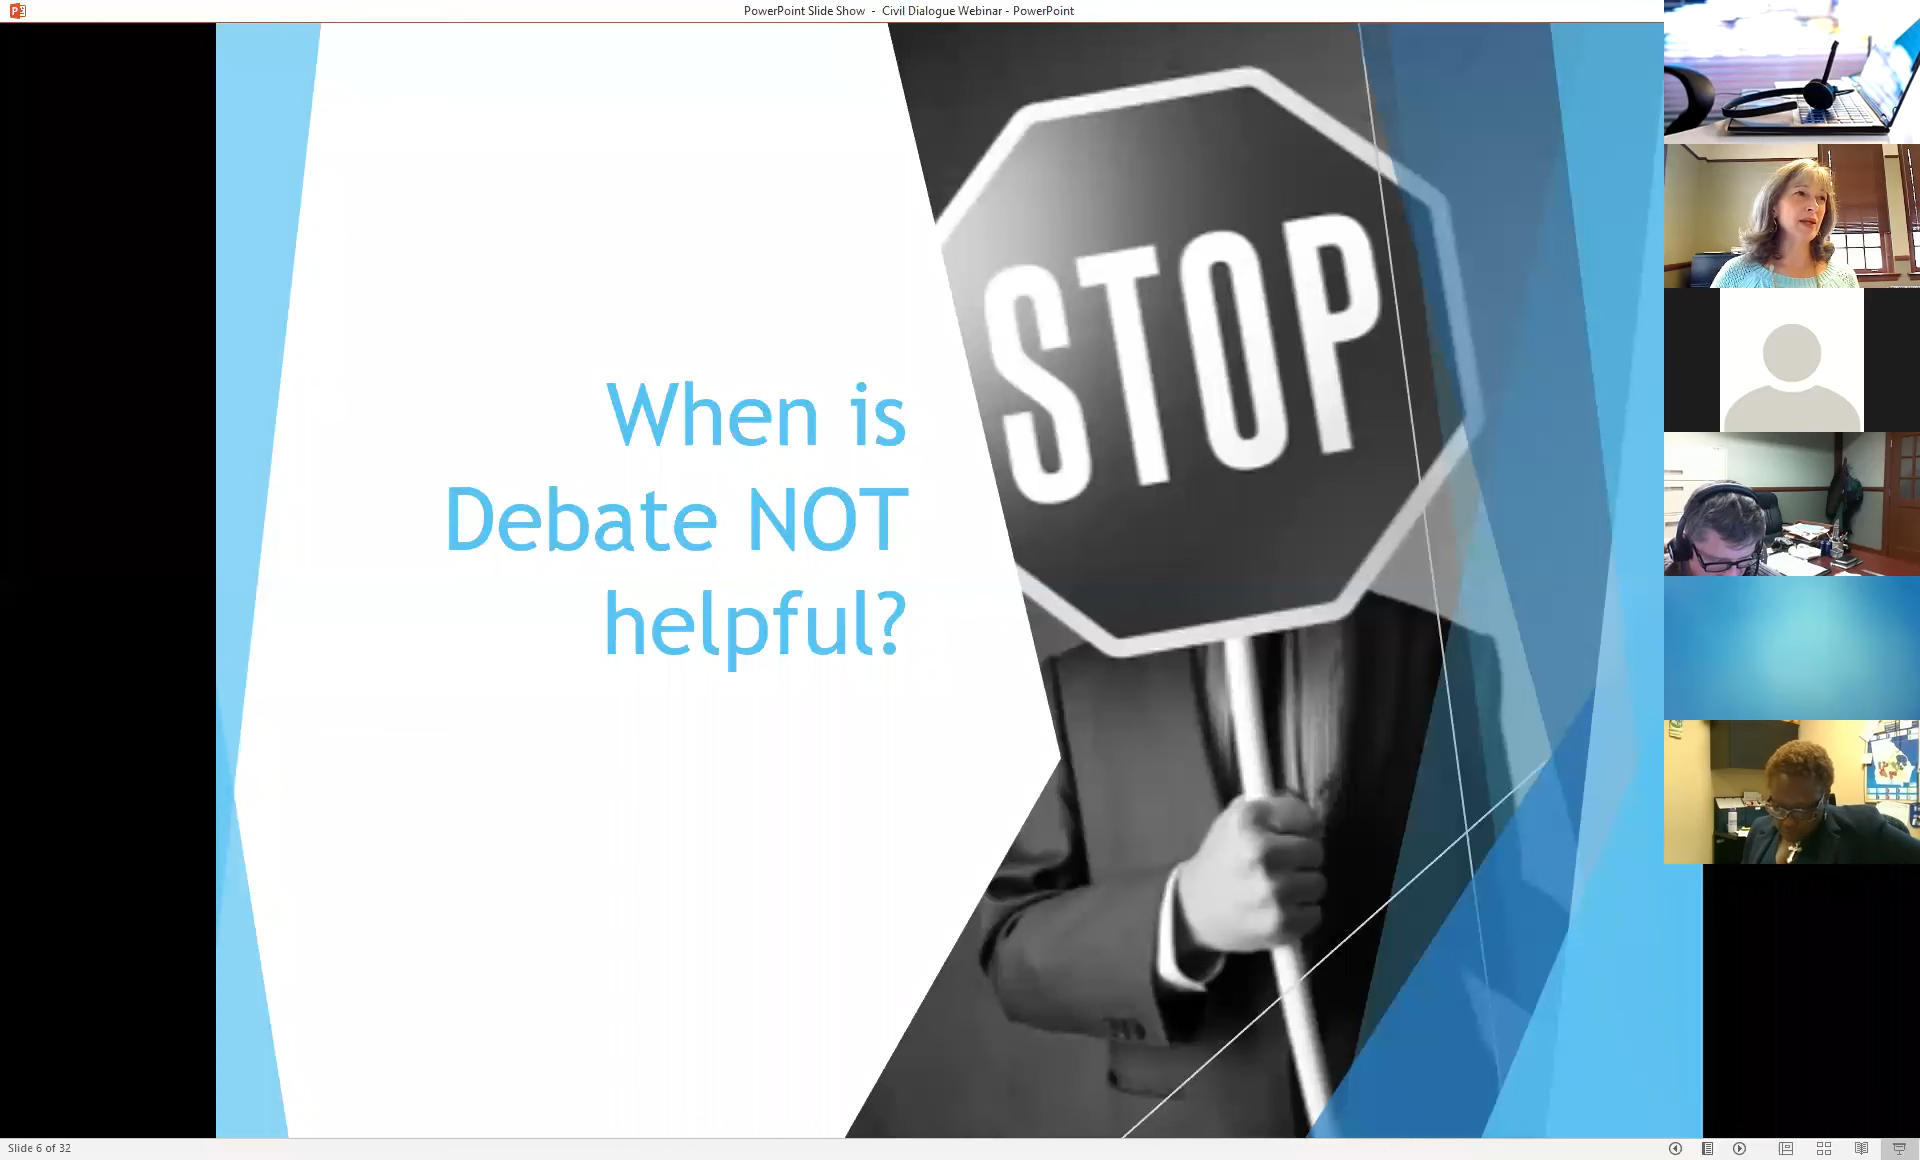 PowerPoint Slide Show - Civil Dialogue Webinar - PowerPoint
When is
Debate NOT
helpful?
STOP
Slide 6 of 32